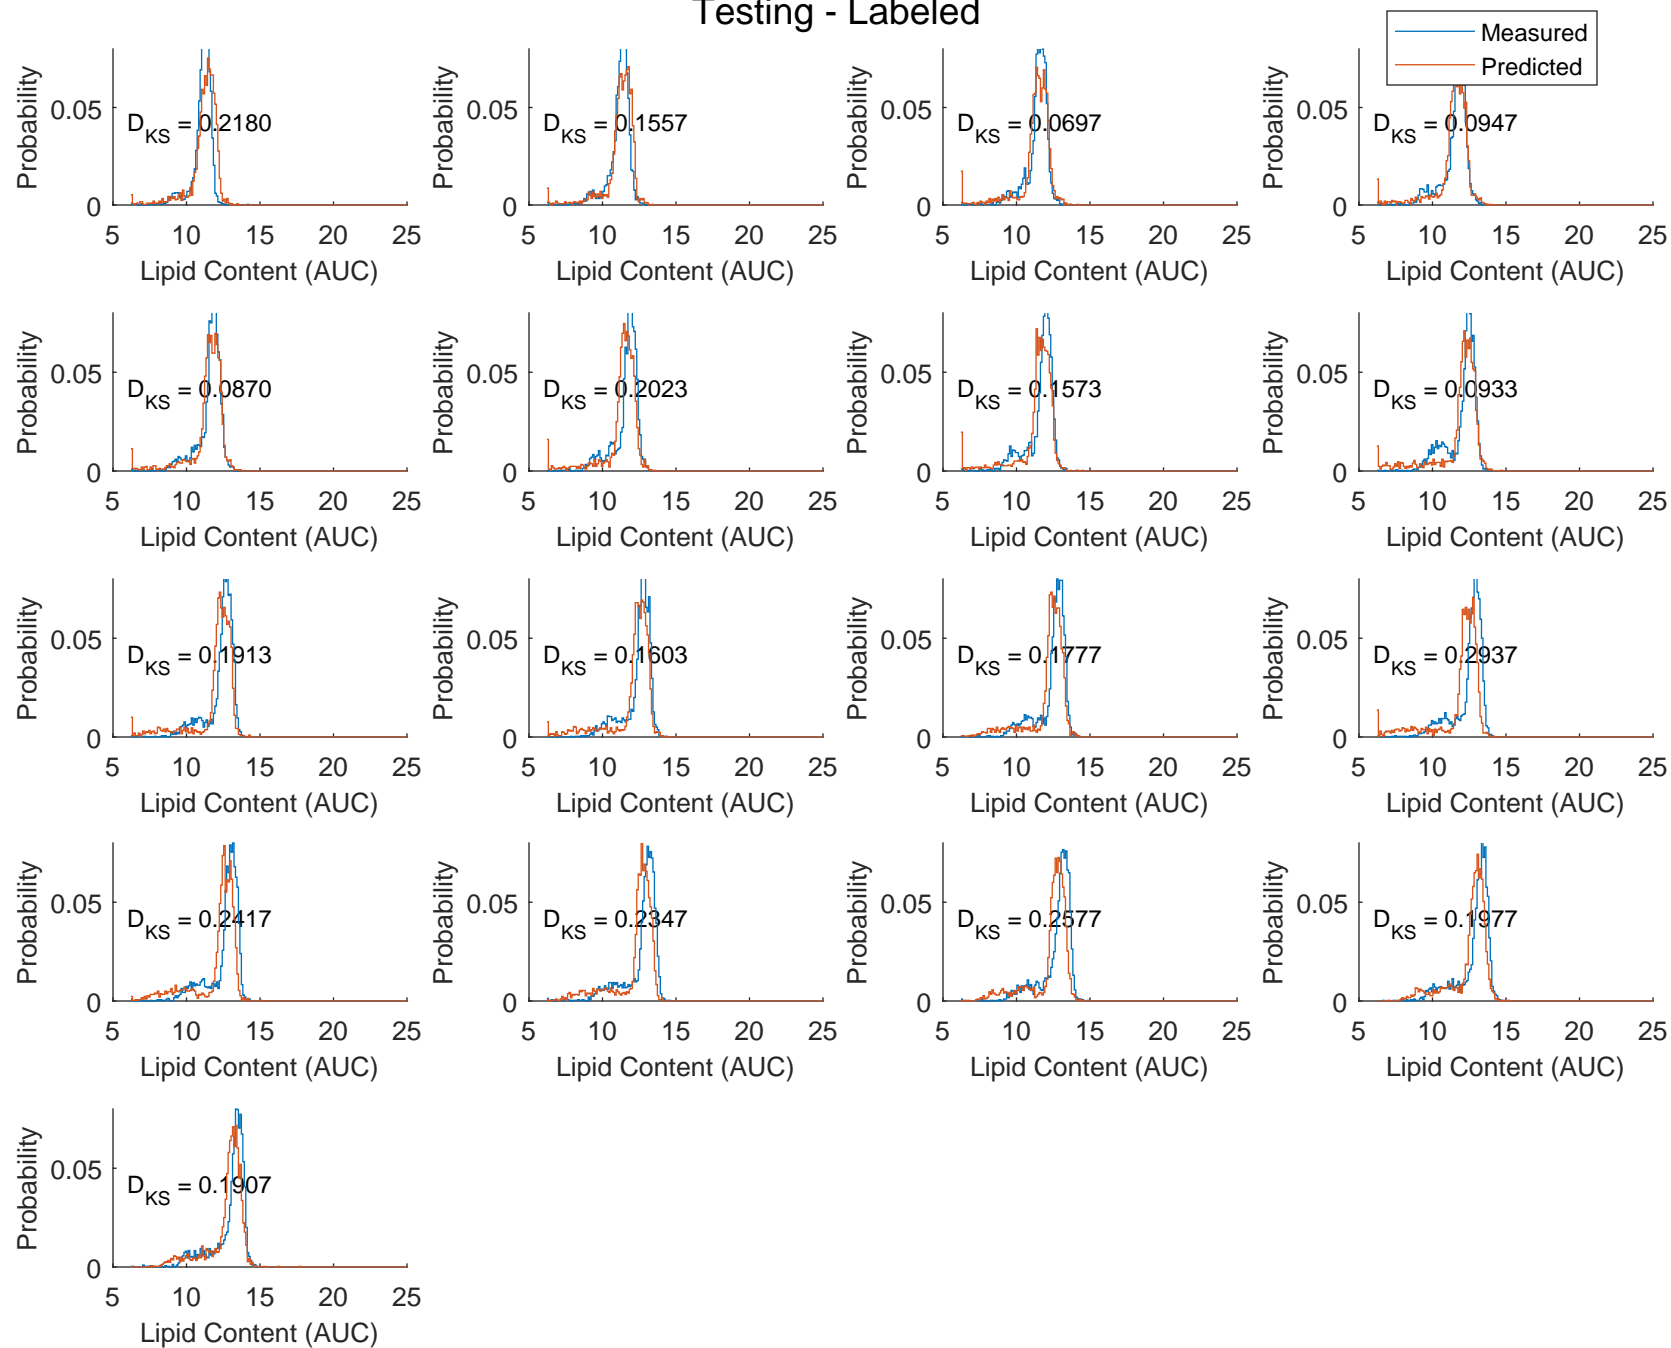 Testing - Labeled
Measured
Predicted
Probability
0.05
0
D_KS = 0.2180
5 10 15 20 25
Lipid Content (AUC)
Probability
0.05
0
D_KS = 0.1557
5 10 15 20 25
Lipid Content (AUC)
Probability
0.05
0
D_KS = 0.0697
5 10 15 20 25
Lipid Content (AUC)
Probability
0.05
0
D_KS = 0.0947
5 10 15 20 25
Lipid Content (AUC)
Probability
0.05
0
D_KS = 0.0870
5 10 15 20 25
Lipid Content (AUC)
Probability
0.05
0
D_KS = 0.2023
5 10 15 20 25
Lipid Content (AUC)
Probability
0.05
0
D_KS = 0.1573
5 10 15 20 25
Lipid Content (AUC)
Probability
0.05
0
D_KS = 0.0933
5 10 15 20 25
Lipid Content (AUC)
Probability
0.05
0
D_KS = 0.1913
5 10 15 20 25
Lipid Content (AUC)
Probability
0.05
0
D_KS = 0.1603
5 10 15 20 25
Lipid Content (AUC)
Probability
0.05
0
D_KS = 0.1777
5 10 15 20 25
Lipid Content (AUC)
Probability
0.05
0
D_KS = 0.2937
5 10 15 20 25
Lipid Content (AUC)
Probability
0.05
0
D_KS = 0.2417
5 10 15 20 25
Lipid Content (AUC)
Probability
0.05
0
D_KS = 0.2347
5 10 15 20 25
Lipid Content (AUC)
Probability
0.05
0
D_KS = 0.2577
5 10 15 20 25
Lipid Content (AUC)
Probability
0.05
0
D_KS = 0.1977
5 10 15 20 25
Lipid Content (AUC)
Probability
0.05
0
D_KS = 0.1907
5 10 15 20 25
Lipid Content (AUC)